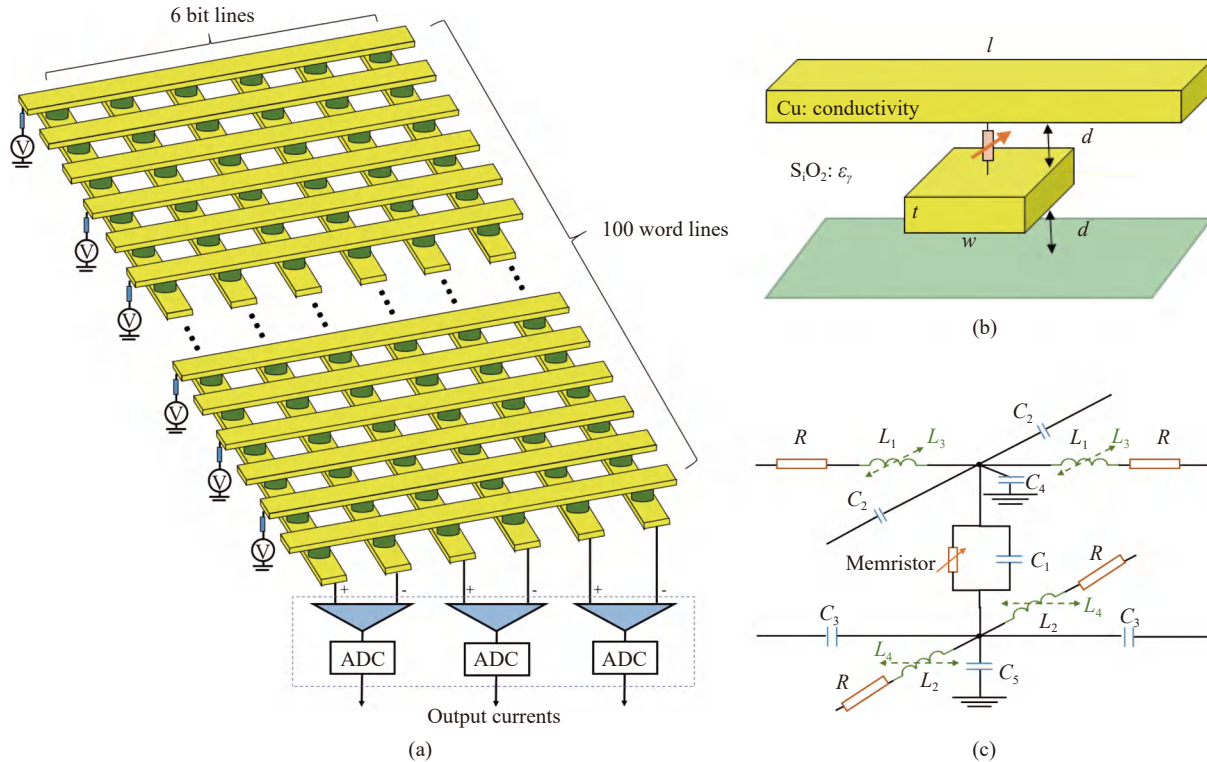 6 bit lines
100 word lines
V
V
V
V
V
V
+
-
+
-
+
-
ADC
ADC
ADC
Output currents
(a)
l
Cu: conductivity
d
SiO2: εγ
t
w
d
(b)
C2
R
L1
L3
L1
L3
R
C4
C2
Memristor
C1
R
C3
L4
L2
C3
L4
R
L2
C5
(c)